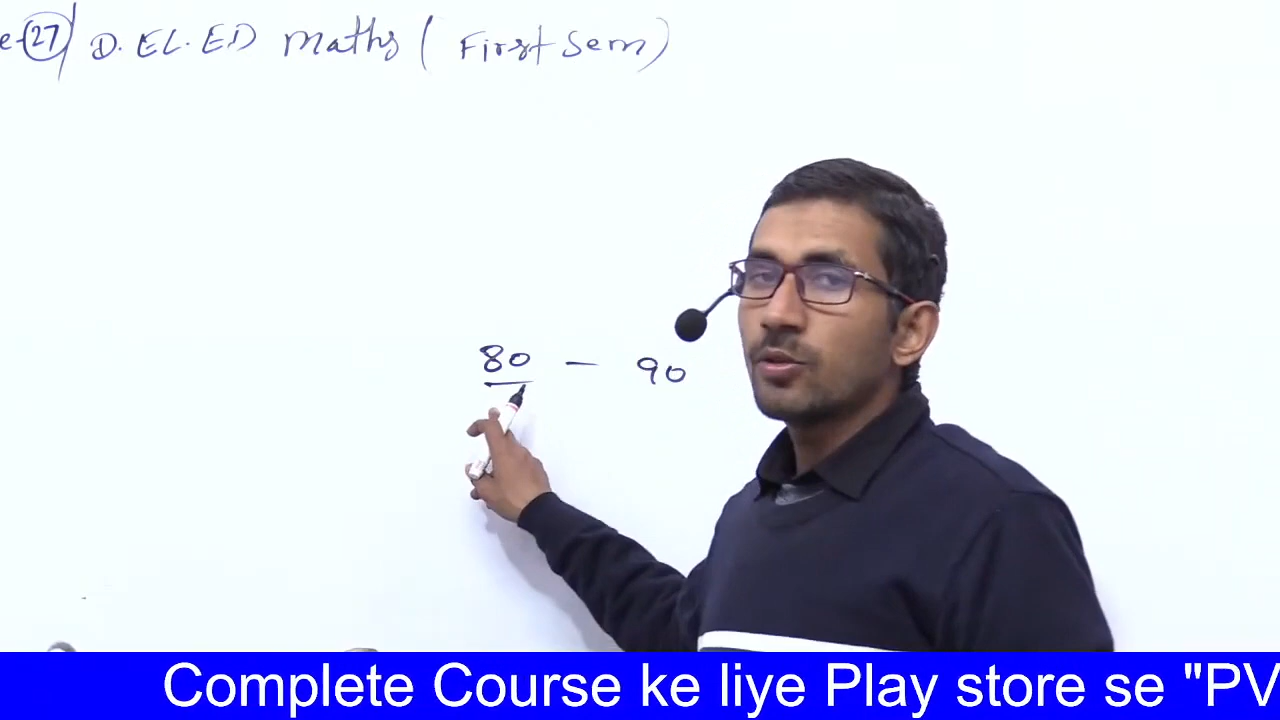 e-27 D.EL.ED Maths ( First Sem )
80 - 90
Complete Course ke liye Play store se "PV